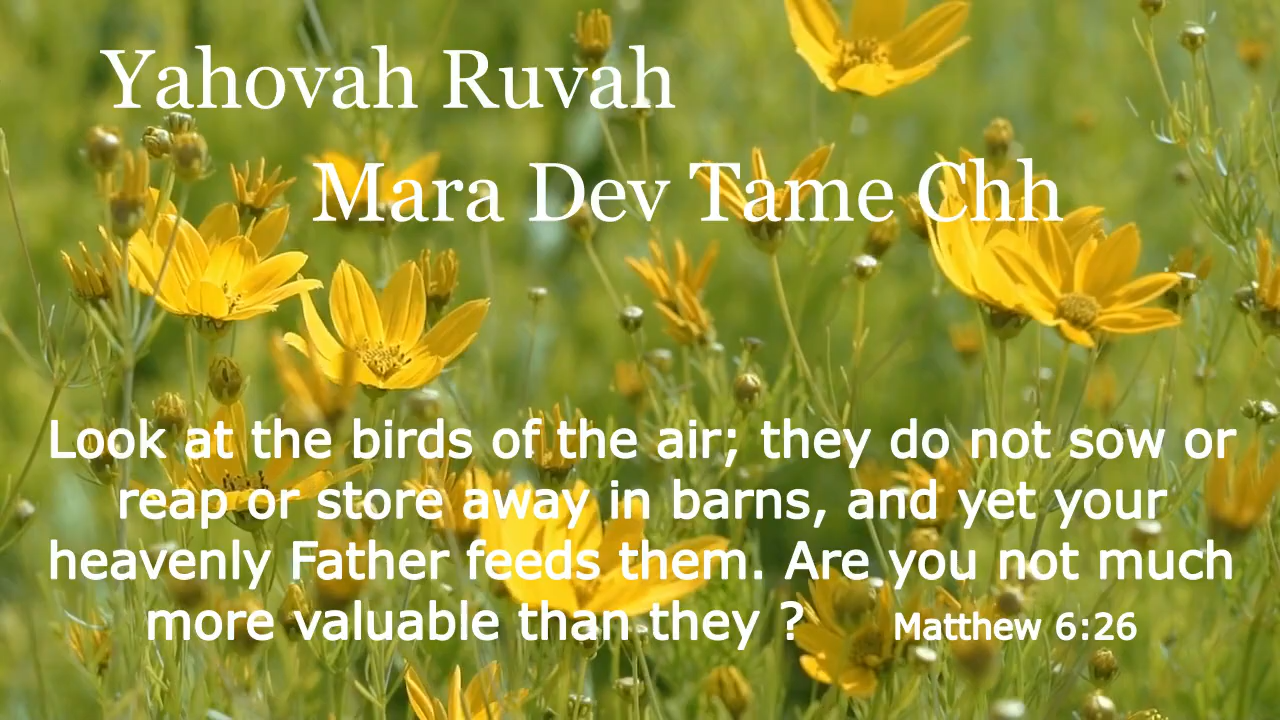 Yahovah Ruvah
Mara Dev Tame Chh
Look at the birds of the air; they do not sow or
reap or store away in barns, and yet your
heavenly Father feeds them. Are you not much
more valuable than they ? Matthew 6:26